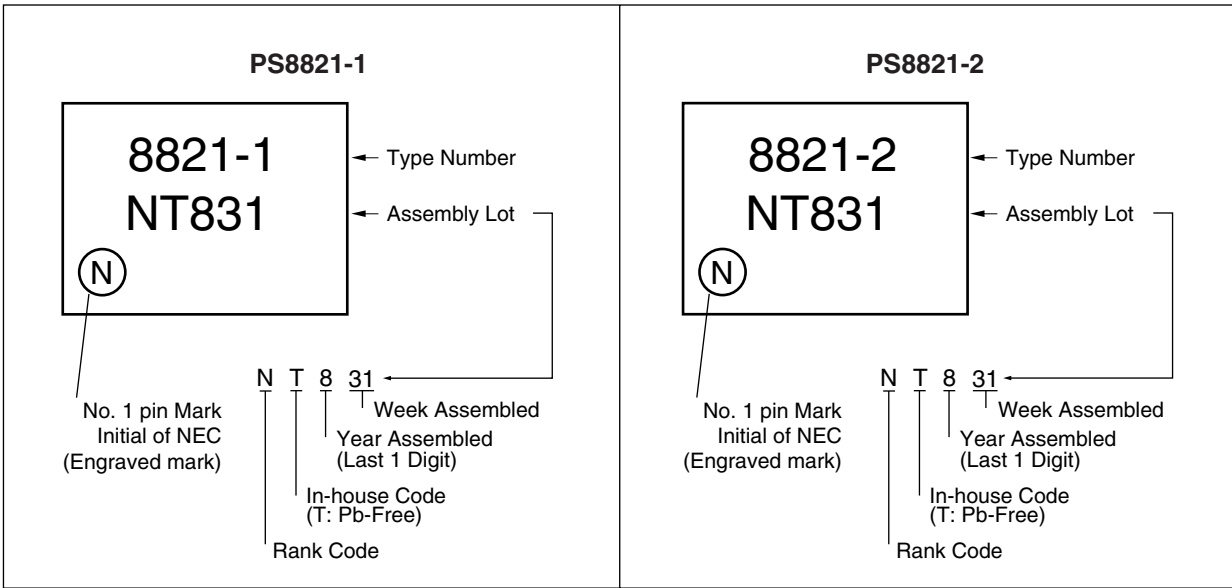 PS8821-1
8821-1
Type Number
NT831
Assembly Lot
N
N T 8 31
No. 1 pin Mark
Initial of NEC
(Engraved mark)
Week Assembled
Year Assembled
(Last 1 Digit)
In-house Code
(T: Pb-Free)
Rank Code
PS8821-2
8821-2
Type Number
NT831
Assembly Lot
N
N T 8 31
No. 1 pin Mark
Initial of NEC
(Engraved mark)
Week Assembled
Year Assembled
(Last 1 Digit)
In-house Code
(T: Pb-Free)
Rank Code